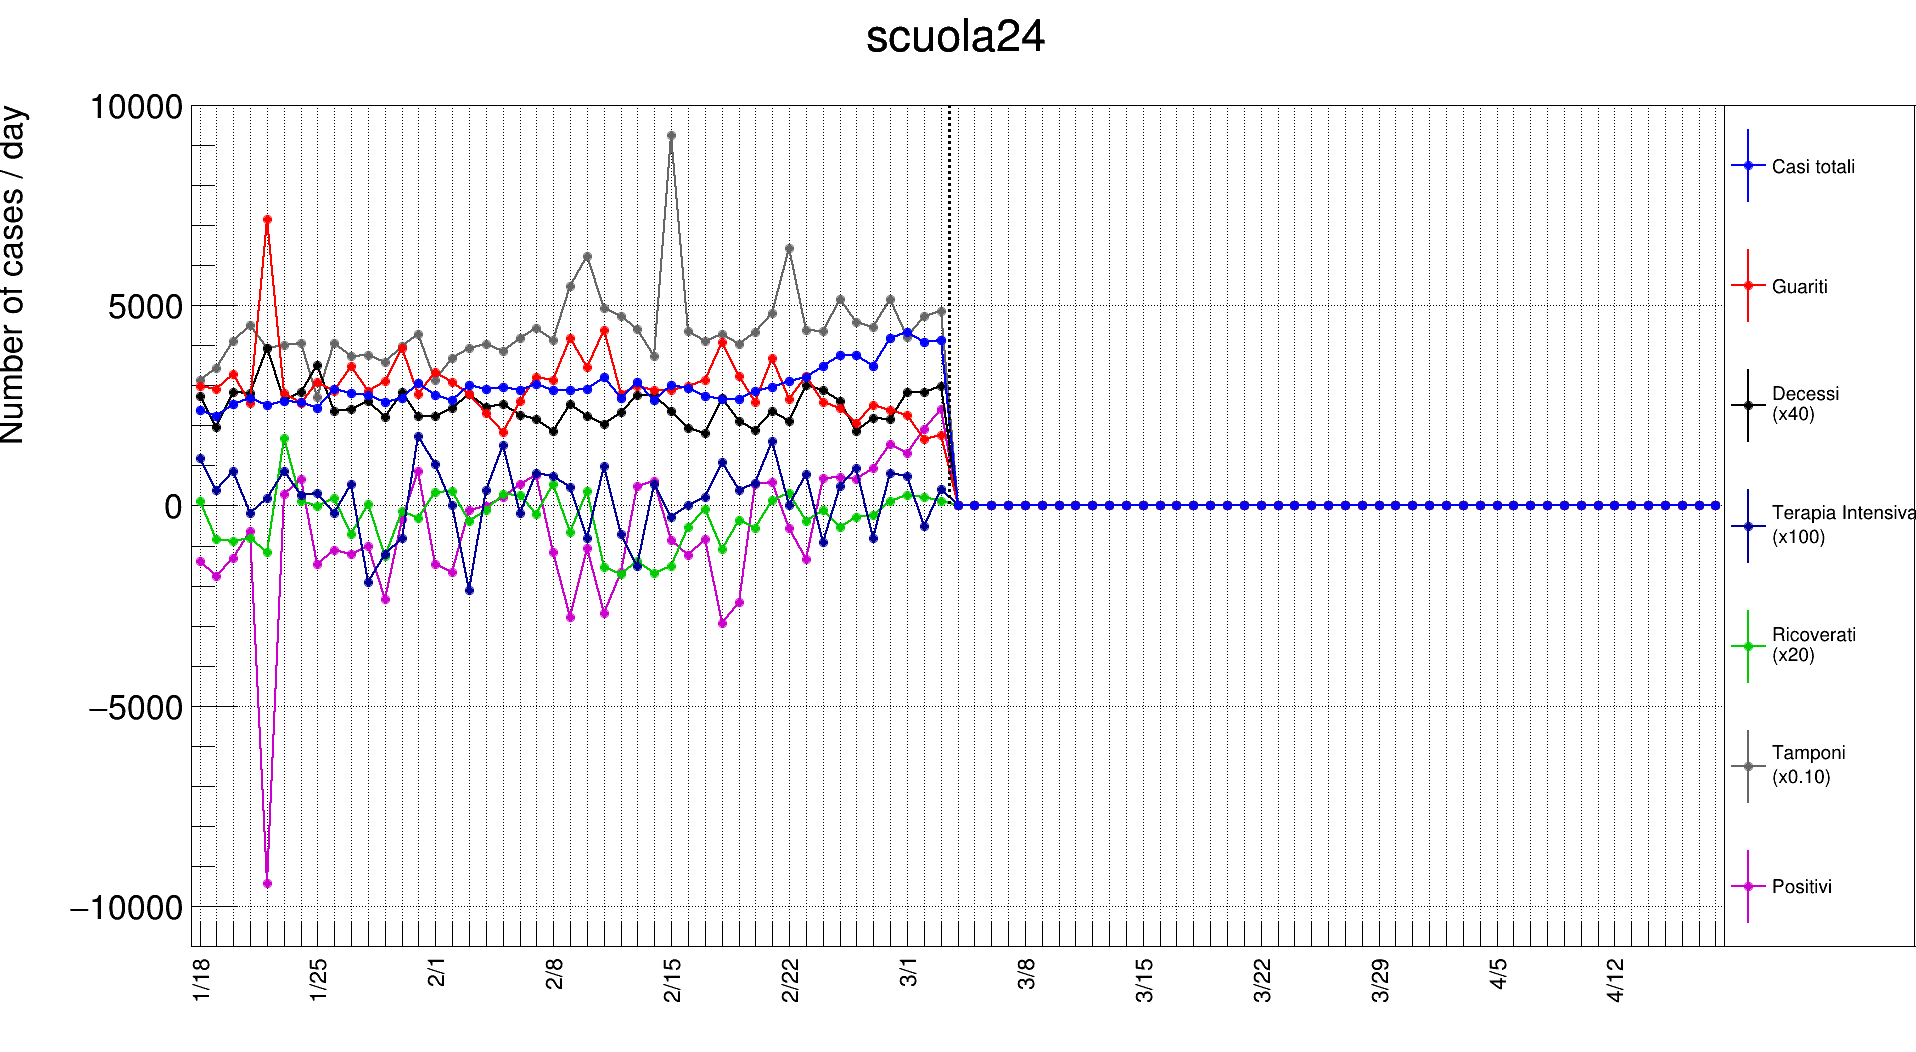 scuola24
Number of cases / day
10000
5000
0
−5000
−10000
1/18
1/25
2/1
2/8
2/15
2/22
3/1
3/8
3/15
3/22
3/29
4/5
4/12
Casi totali
Guariti
Decessi
(x40)
Terapia Intensiva
(x100)
Ricoverati
(x20)
Tamponi
(x0.10)
Positivi